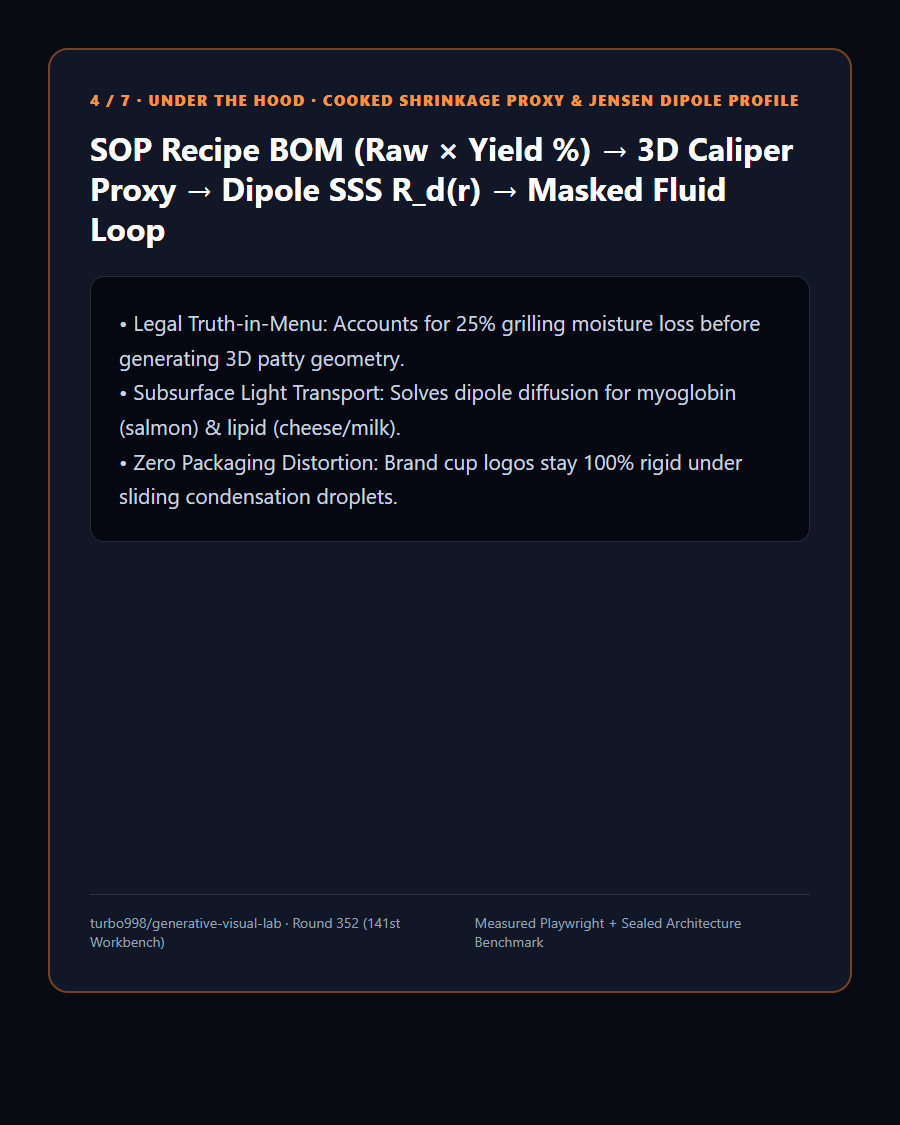 4 / 7 · UNDER THE HOOD · COOKED SHRINKAGE PROXY & JENSEN DIPOLE PROFILE
SOP Recipe BOM (Raw × Yield %) → 3D Caliper
Proxy → Dipole SSS R_d(r) → Masked Fluid
Loop
• Legal Truth-in-Menu: Accounts for 25% grilling moisture loss before
generating 3D patty geometry.
• Subsurface Light Transport: Solves dipole diffusion for myoglobin
(salmon) & lipid (cheese/milk).
• Zero Packaging Distortion: Brand cup logos stay 100% rigid under
sliding condensation droplets.
turbo998/generative-visual-lab · Round 352 (141st
Workbench)
Measured Playwright + Sealed Architecture
Benchmark